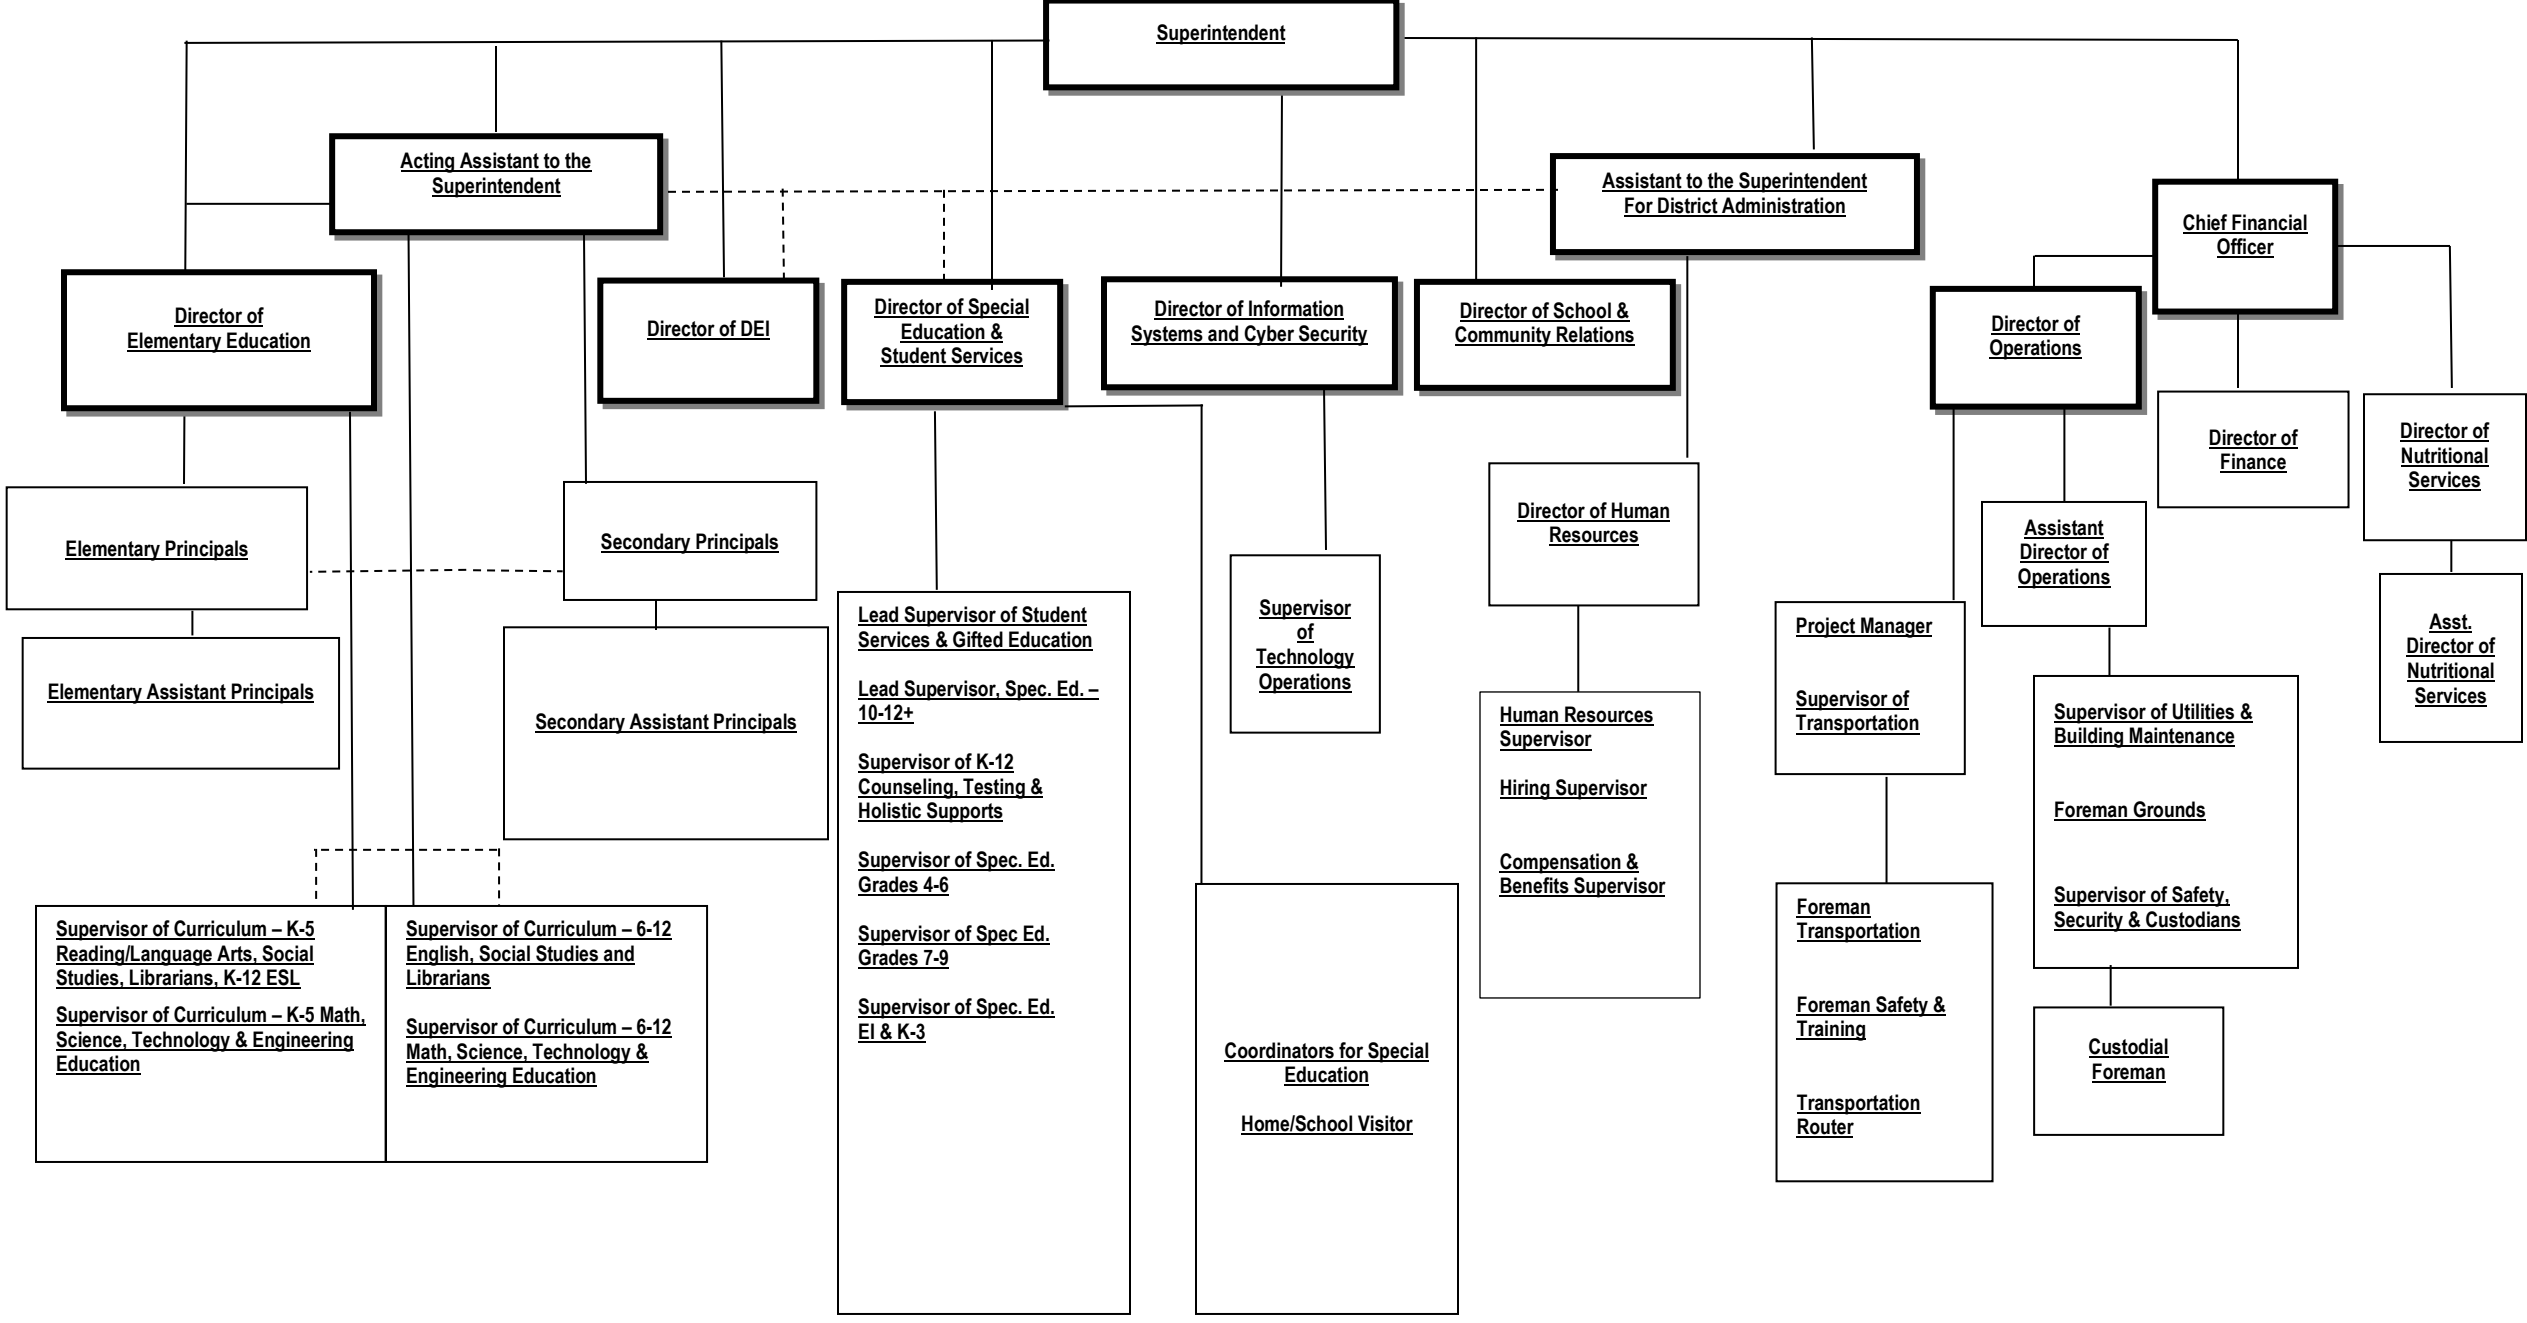 Superintendent
Acting Assistant to the
Superintendent
Assistant to the Superintendent
For District Administration
Chief Financial
Officer
Director of
Elementary Education
Director of DEI
Director of Special
Education &
Student Services
Director of Information
Systems and Cyber Security
Director of School &
Community Relations
Director of
Operations
Director of
Finance
Director of
Nutritional
Services
Elementary Principals
Secondary Principals
Director of Human
Resources
Assistant
Director of
Operations
Elementary Assistant Principals
Secondary Assistant Principals
Lead Supervisor of Student
Services & Gifted Education
Lead Supervisor, Spec. Ed. –
10-12+
Supervisor of K-12
Counseling, Testing &
Holistic Supports
Supervisor of Spec. Ed.
Grades 4-6
Supervisor of Spec Ed.
Grades 7-9
Supervisor of Spec. Ed.
EI & K-3
Supervisor
of
Technology
Operations
Human Resources
Supervisor
Hiring Supervisor
Compensation &
Benefits Supervisor
Project Manager
Supervisor of
Transportation
Supervisor of Utilities &
Building Maintenance
Foreman Grounds
Supervisor of Safety,
Security & Custodians
Asst.
Director of
Nutritional
Services
Supervisor of Curriculum – K-5
Reading/Language Arts, Social
Studies, Librarians, K-12 ESL
Supervisor of Curriculum – K-5 Math,
Science, Technology & Engineering
Education
Supervisor of Curriculum – 6-12
English, Social Studies and
Librarians
Supervisor of Curriculum – 6-12
Math, Science, Technology &
Engineering Education
Coordinators for Special
Education
Home/School Visitor
Foreman
Transportation
Foreman Safety &
Training
Transportation
Router
Custodial
Foreman